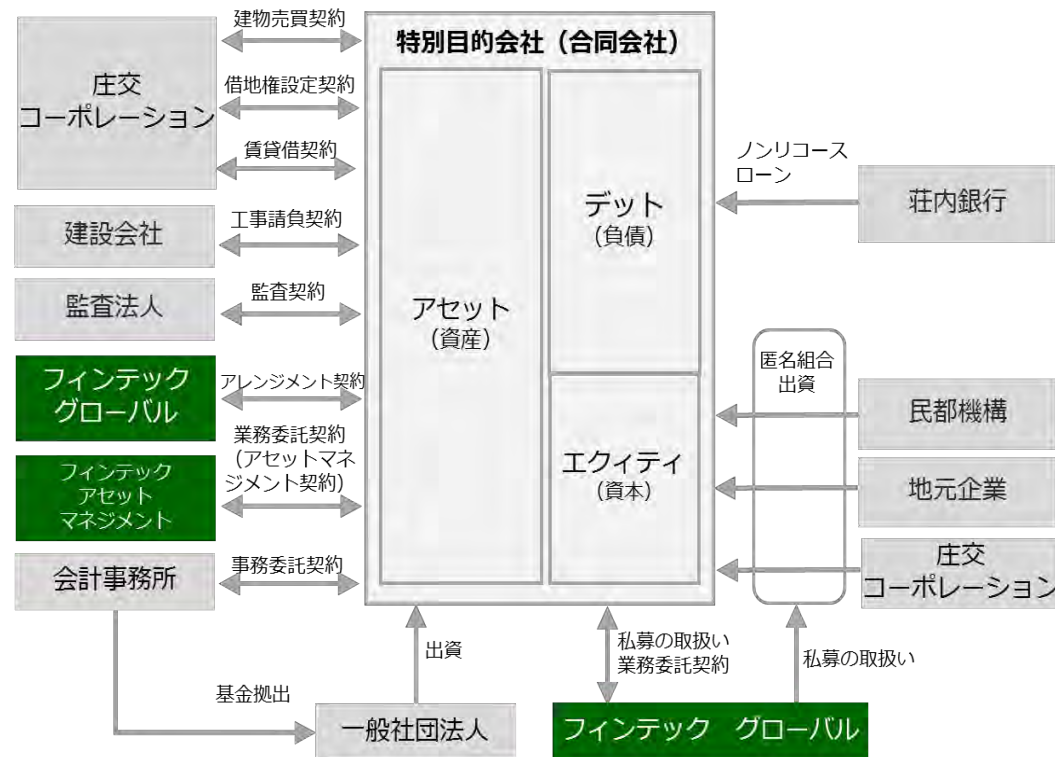 建物売買契約
特別目的会社（合同会社）
庄交
コーポレーション
借地権設定契約
賃貸借契約
建設会社
工事請負契約
監査法人
監査契約
フィンテック
グローバル
アレンジメント契約
フィンテック
アセット
マネジメント
業務委託契約
（アセットマネ
ジメント契約）
会計事務所
事務委託契約
アセット
（資産）
デット
（負債）
エクィティ
（資本）
ノンリコース
ローン
荘内銀行
匿名組合
出資
民都機構
地元企業
庄交
コーポレーション
基金拠出
一般社団法人
出資
私募の取扱い
業務委託契約
私募の取扱い
フィンテック　グローバル